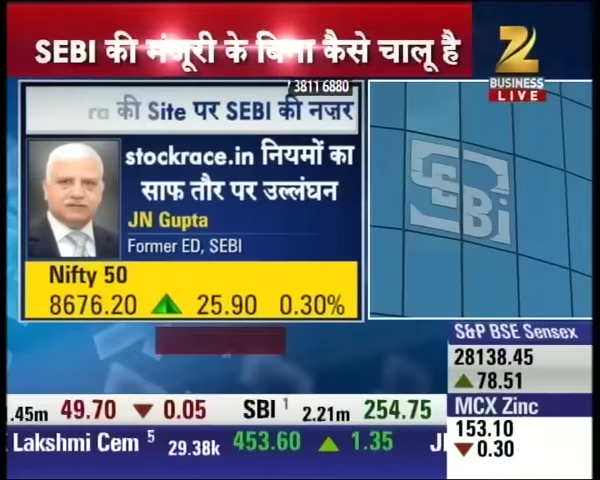 SEBI की मंजूरी के बिना कैसे चालू है
Z
BUSINESS
LIVE
3811 6880
की Site पर SEBI की नज़र
stockrace.in नियमों का
साफ तौर पर उल्लंघन
JN Gupta
Former ED, SEBI
SEBI
Nifty 50
8676.20 ▲ 25.90 0.30%
S&P BSE Sensex
28138.45
▲ 78.51
MCX Zinc
153.10
▼ 0.30
.45m 49.70 ▼ 0.05 SBI 1 2.21m 254.75
Lakshmi Cem 5 29.38k 453.60 ▲ 1.35